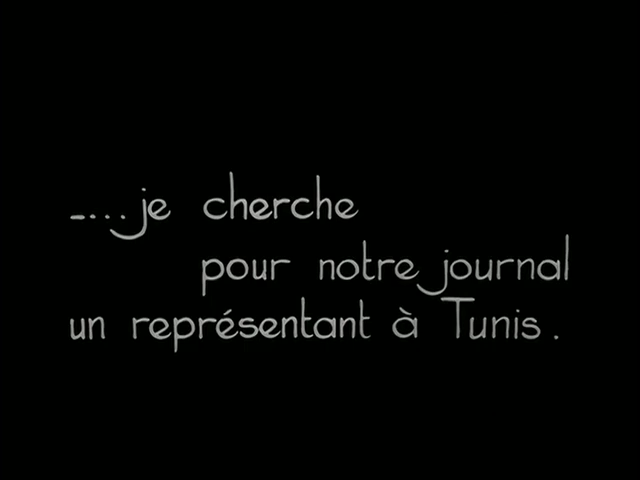 -...je cherche
pour notre journal
un représentant à Tunis.